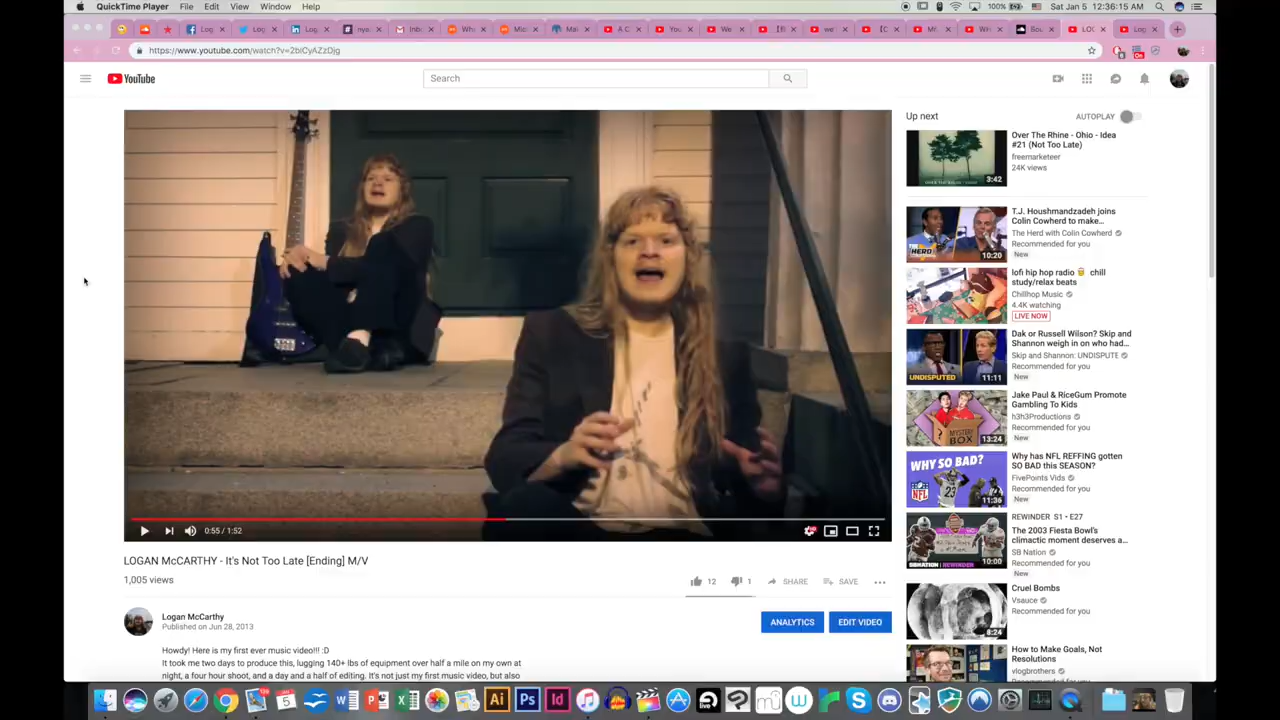 QuickTime Player File Edit View Window Help
100% Sat Jan 5 12:36:15 AM
https://www.youtube.com/watch?v=2biCyAZzDjg
YouTube
Search
Up next
AUTOPLAY
Over The Rhine - Ohio - Idea
#21 (Not Too Late)
freemarketeer
24K views
3:42
T.J. Houshmandzadeh joins
Colin Cowherd to make...
The Herd with Colin Cowherd
Recommended for you
New
10:20
lofi hip hop radio chill
study/relax beats
Chillhop Music
4.4K watching
LIVE NOW
Dak or Russell Wilson? Skip and
Shannon weigh in on who had...
Skip and Shannon: UNDISPUTE
Recommended for you
New
UNDISPUTED
11:11
Jake Paul & RiceGum Promote
Gambling To Kids
h3h3Productions
Recommended for you
New
MYSTERY
BOX
13:24
Why has NFL REFFING gotten
SO BAD this SEASON?
FivePoints Vids
Recommended for you
New
WHY SO BAD?
NFL
23
11:36
REWINDER S1 • E27
The 2003 Fiesta Bowl's
climactic moment deserves a...
SB Nation
Recommended for you
New
SBNATION REWINDER
10:00
Cruel Bombs
Vsauce
Recommended for you
8:24
How to Make Goals, Not
Resolutions
vlogbrothers
Recommended for you
0:55 / 1:52
LOGAN McCARTHY - It's Not Too Late [Ending] M/V
1,005 views
12
1
SHARE
SAVE
Logan McCarthy
Published on Jun 28, 2013
ANALYTICS
EDIT VIDEO
Howdy! Here is my first ever music video!!! :D
It took me two days to produce this, lugging 140+ lbs of equipment over half a mile on my own at
night, a four hour shoot, and a day and a half of editing. It's not just my first music video, but also